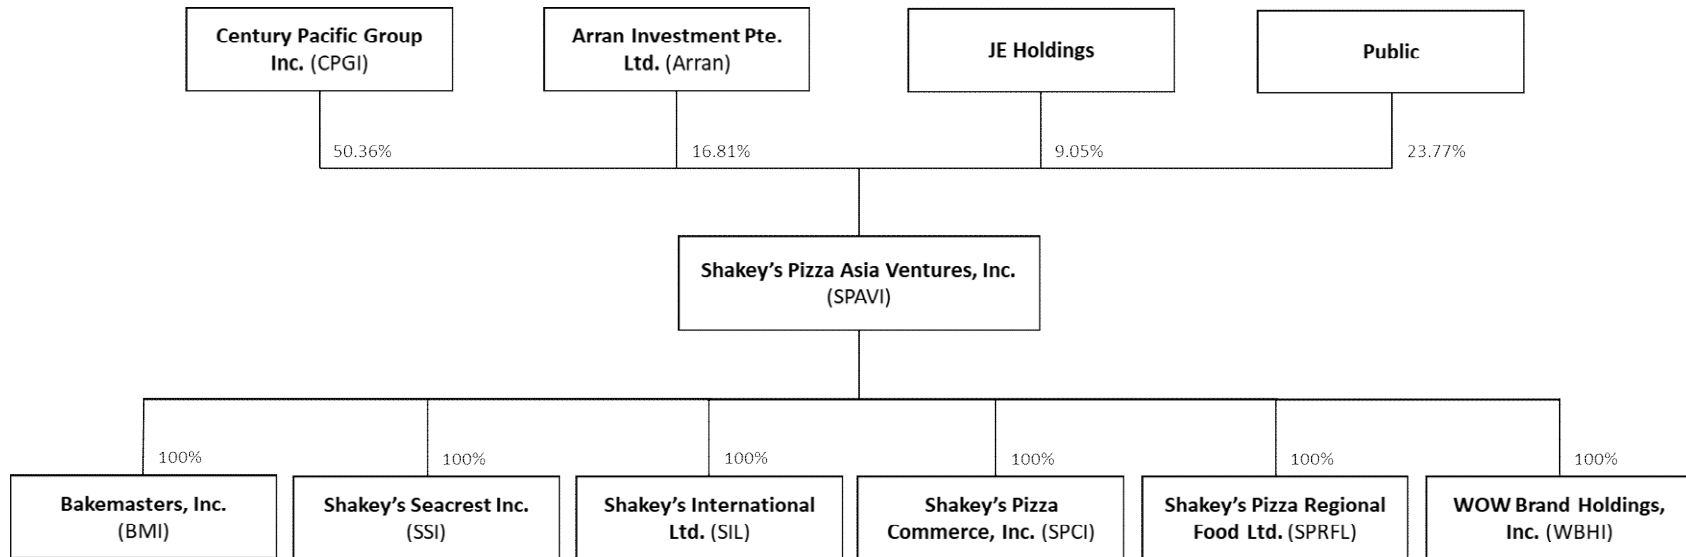 Century Pacific Group
Inc. (CPGI)
Arran Investment Pte.
Ltd. (Arran)
JE Holdings
Public
50.36%
16.81%
9.05%
23.77%
Shakey’s Pizza Asia Ventures, Inc.
(SPAVI)
100%
100%
100%
100%
100%
100%
Bakemasters, Inc.
(BMI)
Shakey’s Seacrest Inc.
(SSI)
Shakey’s International
Ltd. (SIL)
Shakey’s Pizza
Commerce, Inc. (SPCI)
Shakey’s Pizza Regional
Food Ltd. (SPRFL)
WOW Brand Holdings,
Inc. (WBHI)